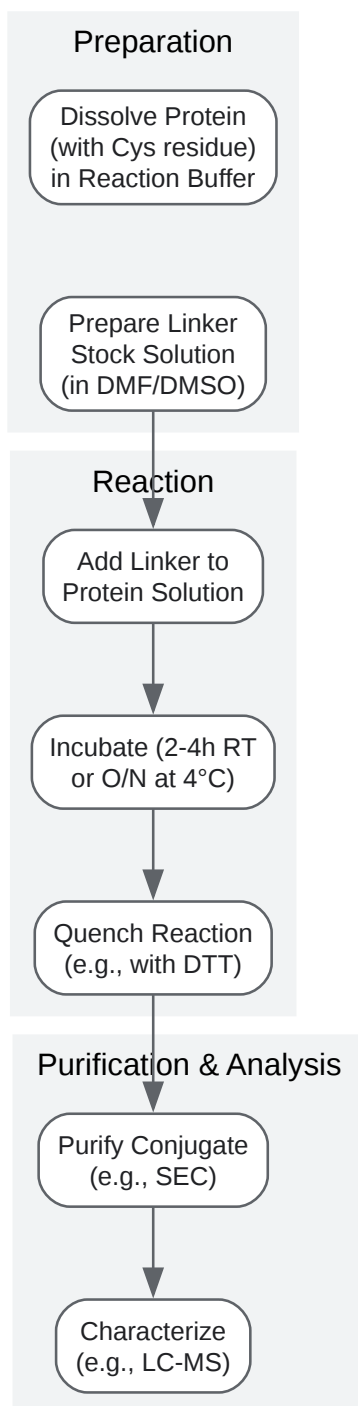 Preparation
Dissolve Protein
(with Cys residue)
in Reaction Buffer
Prepare Linker
Stock Solution
(in DMF/DMSO)
Reaction
Add Linker to
Protein Solution
Incubate (2-4h RT
or O/N at 4°C)
Quench Reaction
(e.g., with DTT)
Purification & Analysis
Purify Conjugate
(e.g., SEC)
Characterize
(e.g., LC-MS)